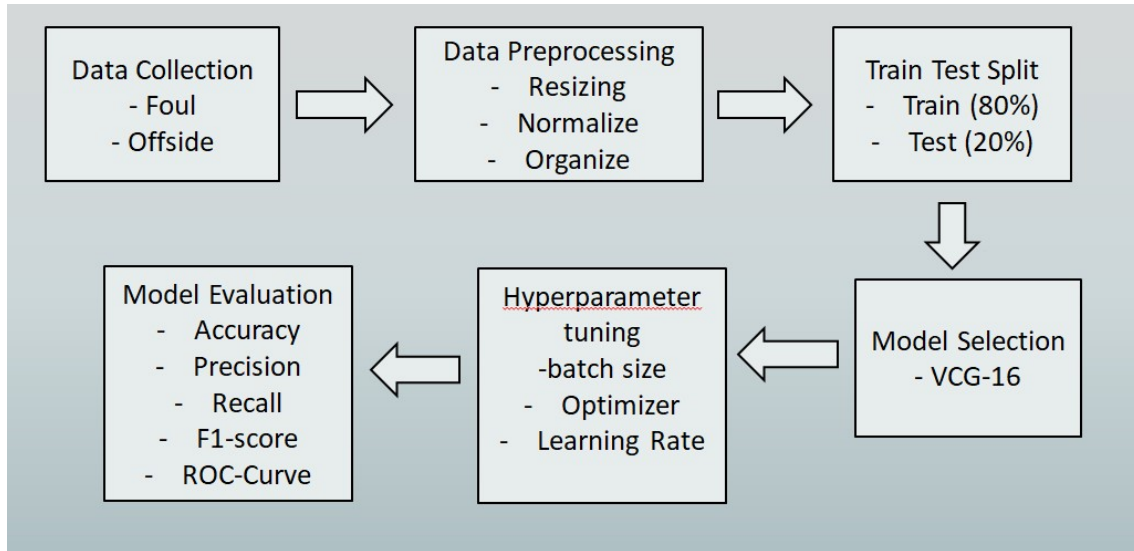 Data Collection
- Foul
- Offside
Data Preprocessing
- Resizing
- Normalize
- Organize
Train Test Split
- Train (80%)
- Test (20%)
Model Selection
- VCG-16
Hyperparameter
tuning
-batch size
- Optimizer
- Learning Rate
Model Evaluation
- Accuracy
- Precision
- Recall
- F1-score
- ROC-Curve